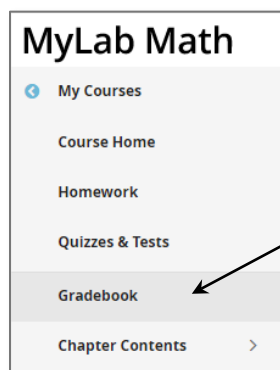 MyLab Math
My Courses
Course Home
Homework
Quizzes & Tests
Gradebook
Chapter Contents